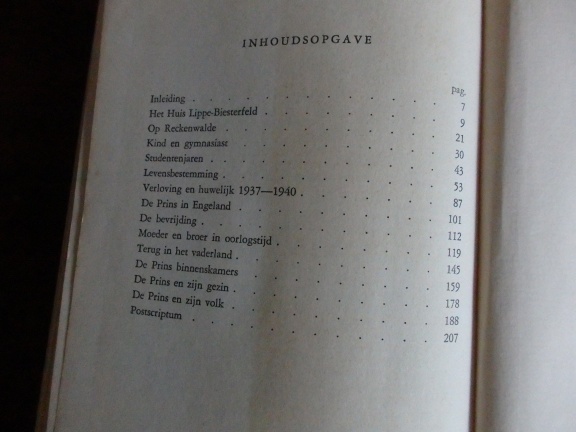 INHOUDSOPGAVE
pag.
Inleiding . . . . . . . . . . 7
Het Huis Lippe-Biesterfeld . . . . . . . 9
Op Reckenwalde . . . . . . . . 21
Kind en gymnasiast . . . . . . . . 30
Studentenjaren . . . . . . . . . 43
Levensbestemming . . . . . . . . 53
Verloving en huwelijk 1937—1940 . . . . . 87
De Prins in Engeland . . . . . . . 101
De bevrijding . . . . . . . . . 112
Moeder en broer in oorlogstijd . . . . . . 119
Terug in het vaderland . . . . . . . 145
De Prins binnenskamers . . . . . . . 159
De Prins en zijn gezin . . . . . . . 178
De Prins en zijn volk . . . . . . . 188
Postscriptum . . . . . . . . . 207